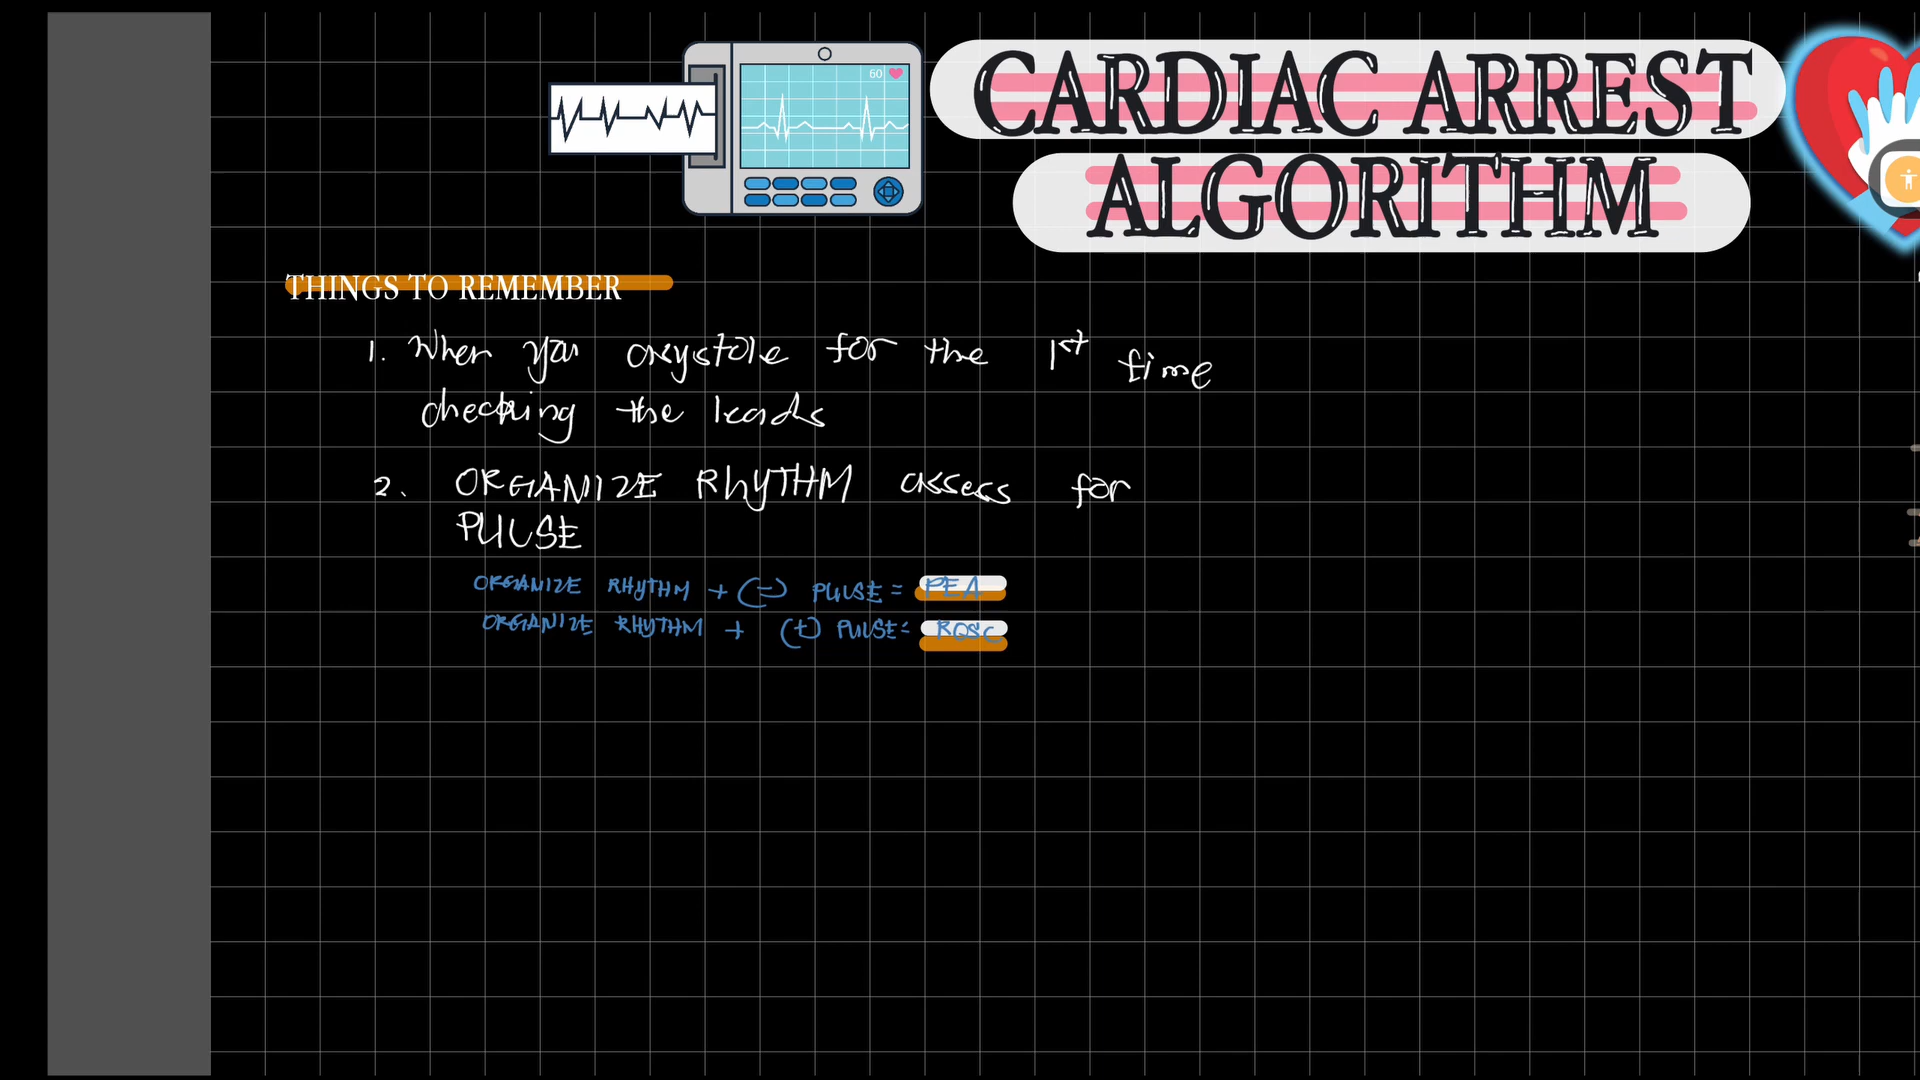 60
CARDIAC ARREST
ALGORITHM
THINGS TO REMEMBER
1. When you asystole for the 1st time
checking the leads
2. ORGANIZE RHYTHM assess for
PULSE
ORGANIZE RHYTHM + (-) PULSE = PEA
ORGANIZE RHYTHM + (+) PULSE = ROSC